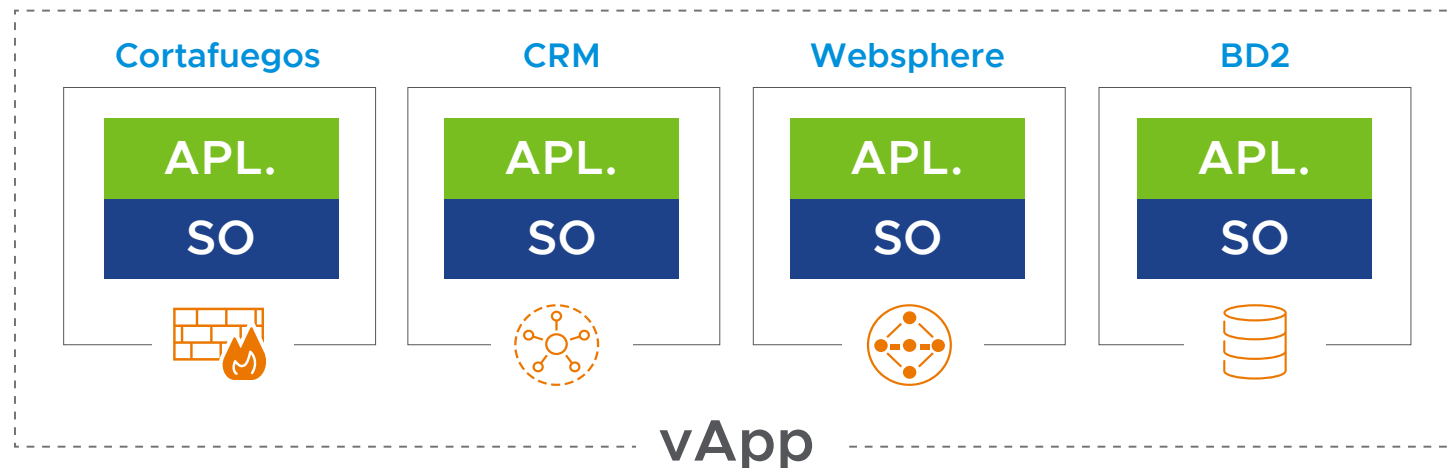 Cortafuegos
CRM
Websphere
BD2
APL.
APL.
APL.
APL.
SO
SO
SO
SO
vApp